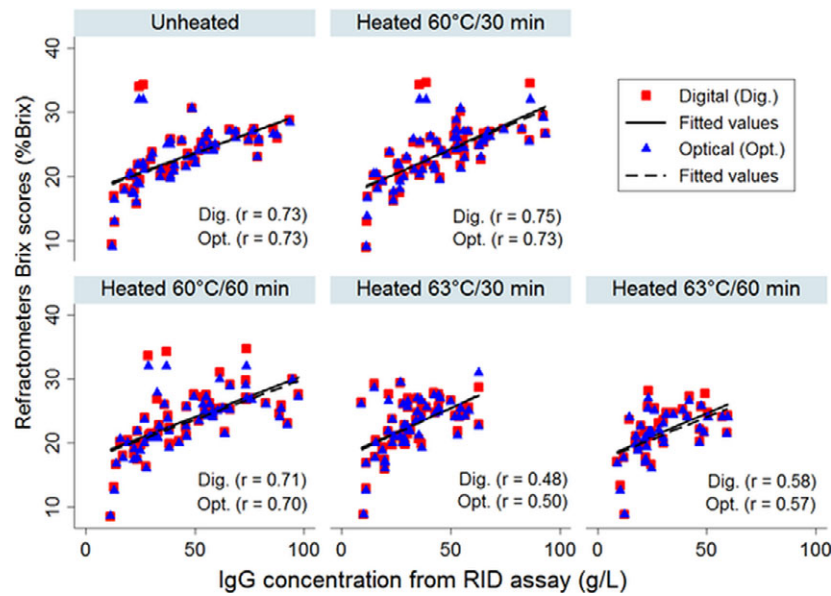 Unheated
Heated 60°C/30 min
Digital (Dig.)
Fitted values
Optical (Opt.)
Fitted values
40
30
20
10
Dig. (r = 0.73)
Opt. (r = 0.73)
Dig. (r = 0.75)
Opt. (r = 0.73)
Refractometers Brix scores (%Brix)
Heated 60°C/60 min
Heated 63°C/30 min
Heated 63°C/60 min
40
30
20
10
Dig. (r = 0.71)
Opt. (r = 0.70)
Dig. (r = 0.48)
Opt. (r = 0.50)
Dig. (r = 0.58)
Opt. (r = 0.57)
0 50 100 0 50 100 0 50 100
IgG concentration from RID assay (g/L)